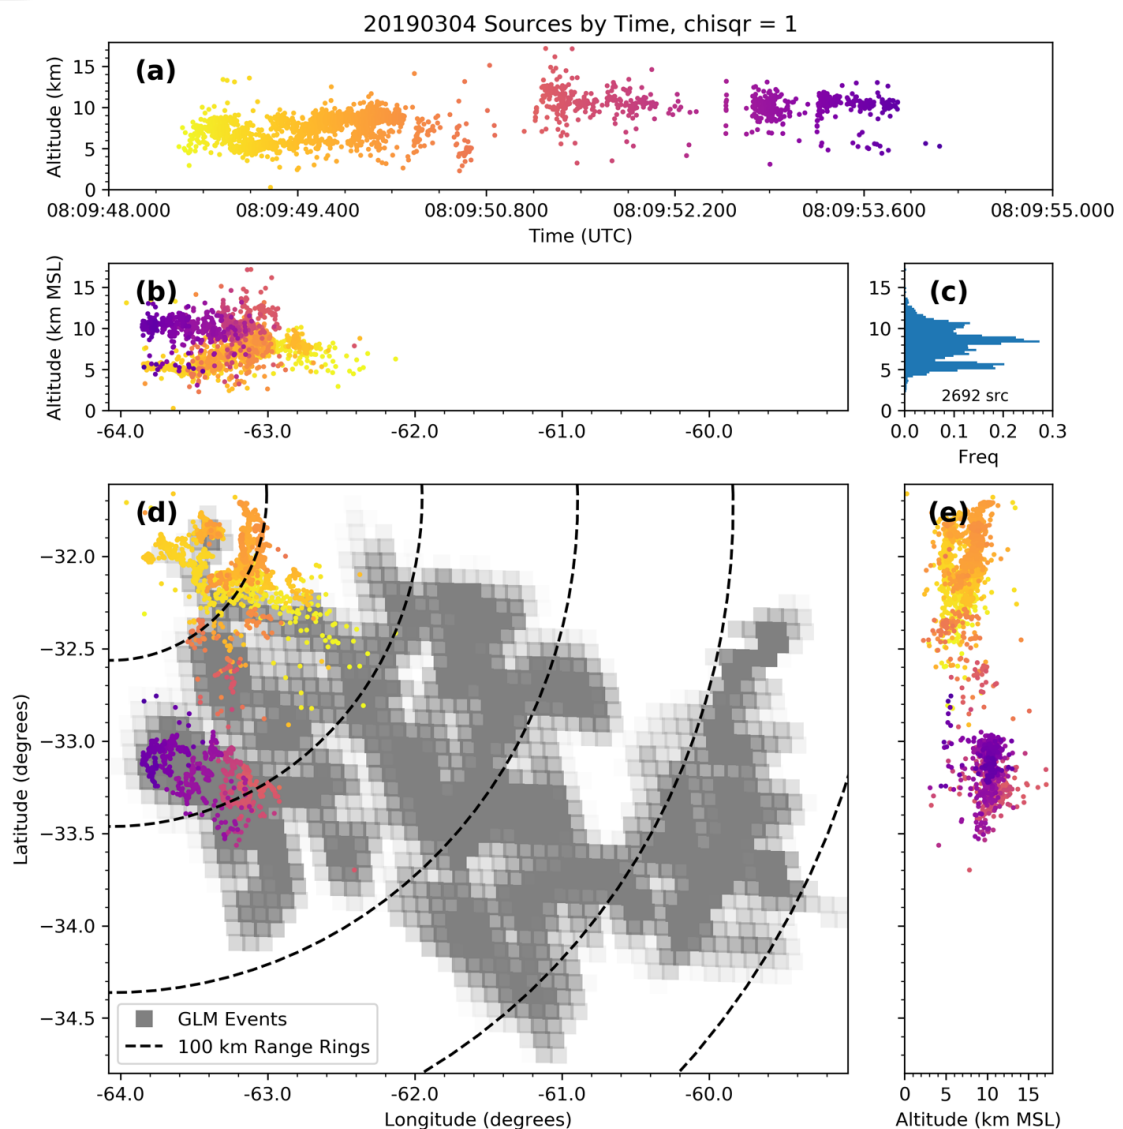 20190304 Sources by Time, chisqr = 1
(a)
Altitude (km)
15
10
5
0
08:09:48.000 08:09:49.400 08:09:50.800 08:09:52.200 08:09:53.600 08:09:55.000
Time (UTC)
(b)
Altitude (km MSL)
15
10
5
0
-64.0 -63.0 -62.0 -61.0 -60.0
(c)
15
10
5
0
2692 src
0.0 0.1 0.2 0.3
Freq
(d)
Latitude (degrees)
−32.0
−32.5
−33.0
−33.5
−34.0
−34.5
GLM Events
100 km Range Rings
-64.0 -63.0 -62.0 -61.0 -60.0
Longitude (degrees)
(e)
0 5 10 15
Altitude (km MSL)